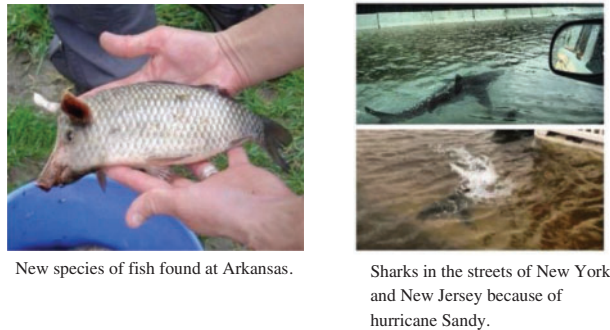 New species of fish found at Arkansas.
Sharks in the streets of New York
and New Jersey because of
hurricane Sandy.